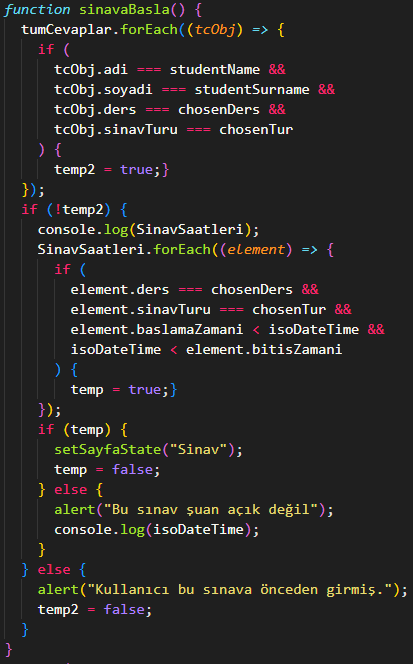 function sinavaBasla() {
tumCevaplar.forEach((tcObj) => {
if (
tcObj.adi === studentName &&
tcObj.soyadi === studentSurname &&
tcObj.ders === chosenDers &&
tcObj.sinavTuru === chosenTur
) {
temp2 = true;}
});
if (!temp2) {
console.log(SinavSaatleri);
SinavSaatleri.forEach((element) => {
if (
element.ders === chosenDers &&
element.sinavTuru === chosenTur &&
element.baslamaZamani < isoDateTime &&
isoDateTime < element.bitisZamani
) {
temp = true;}
});
if (temp) {
setSayfaState("Sinav");
temp = false;
} else {
alert("Bu sınav şuan açık değil");
console.log(isoDateTime);
}
} else {
alert("Kullanıcı bu sınava önceden girmiş.");
temp2 = false;
}
}